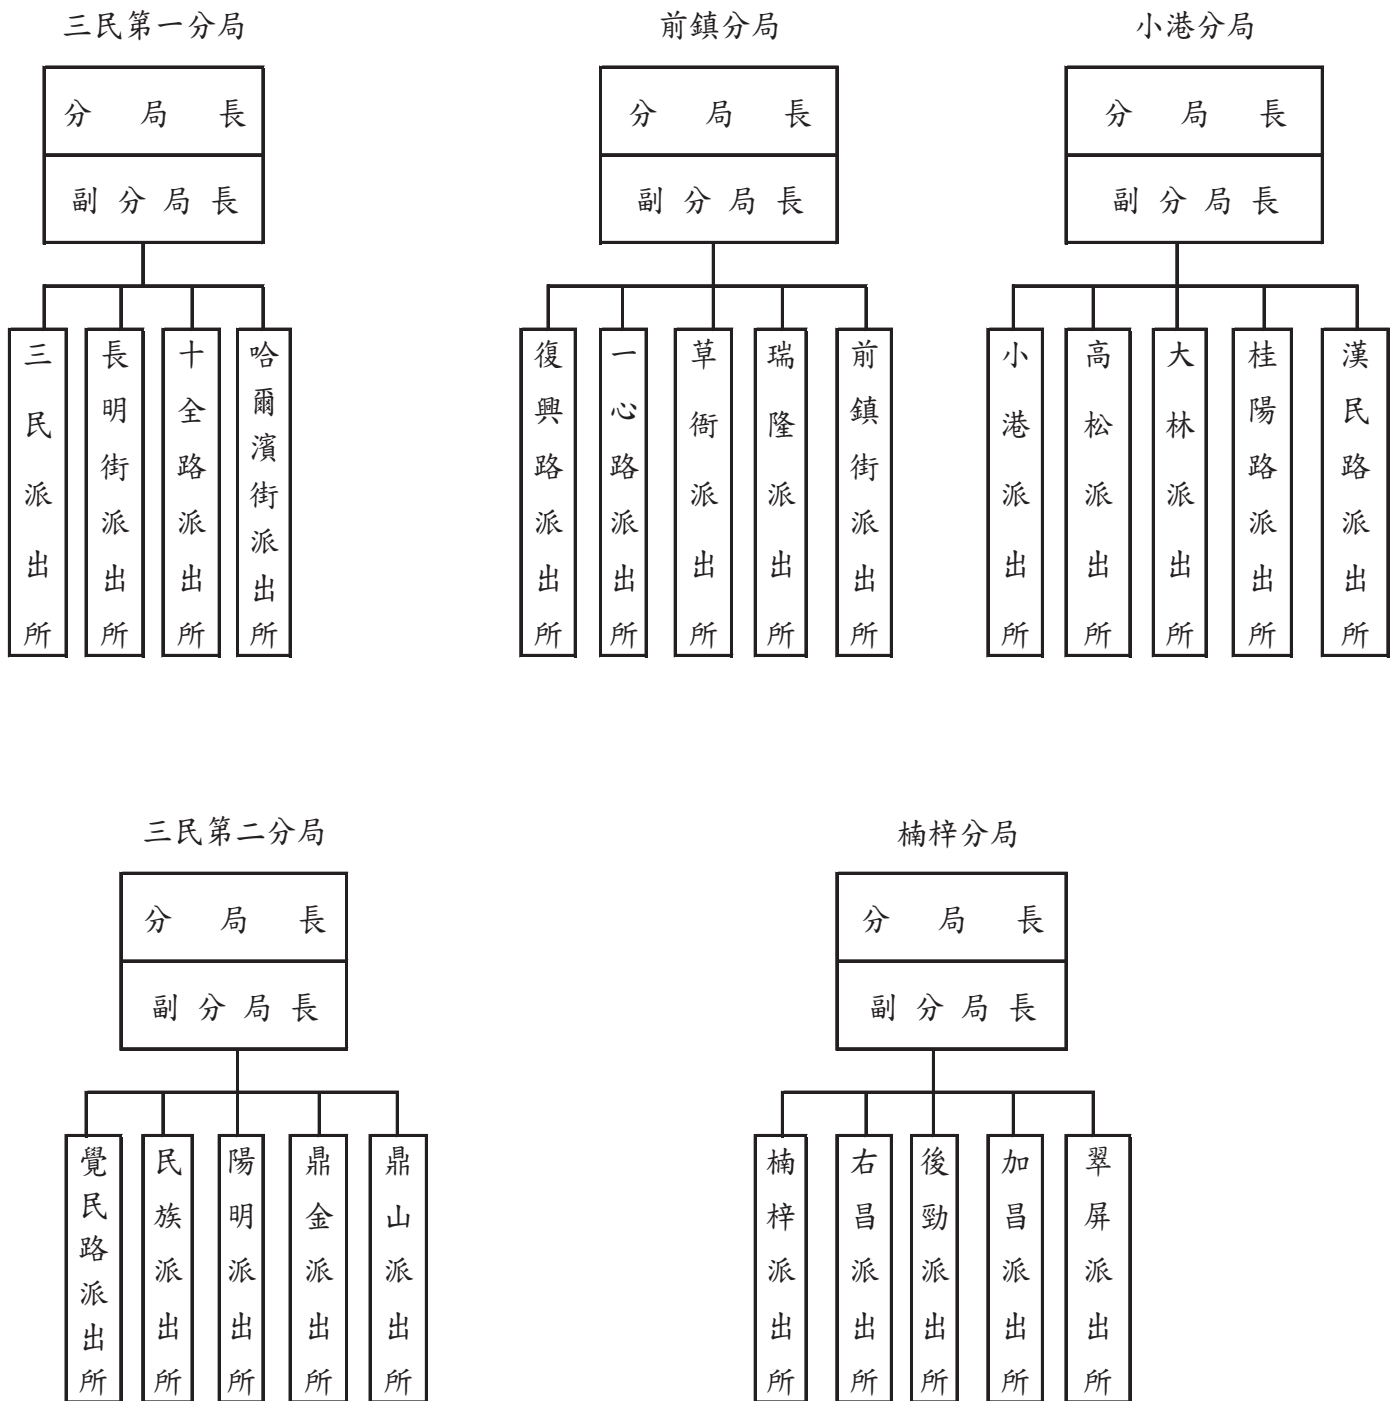 三民第一分局
分局長
副分局長
三民派出所
長明街派出所
十全路派出所
哈爾濱街派出所
前鎮分局
分局長
副分局長
復興路派出所
一心路派出所
草衙派出所
瑞隆派出所
前鎮街派出所
小港分局
分局長
副分局長
小港派出所
高松派出所
大林派出所
桂陽路派出所
漢民路派出所
三民第二分局
分局長
副分局長
覺民路派出所
民族派出所
陽明派出所
鼎金派出所
鼎山派出所
楠梓分局
分局長
副分局長
楠梓派出所
右昌派出所
後勁派出所
加昌派出所
翠屏派出所